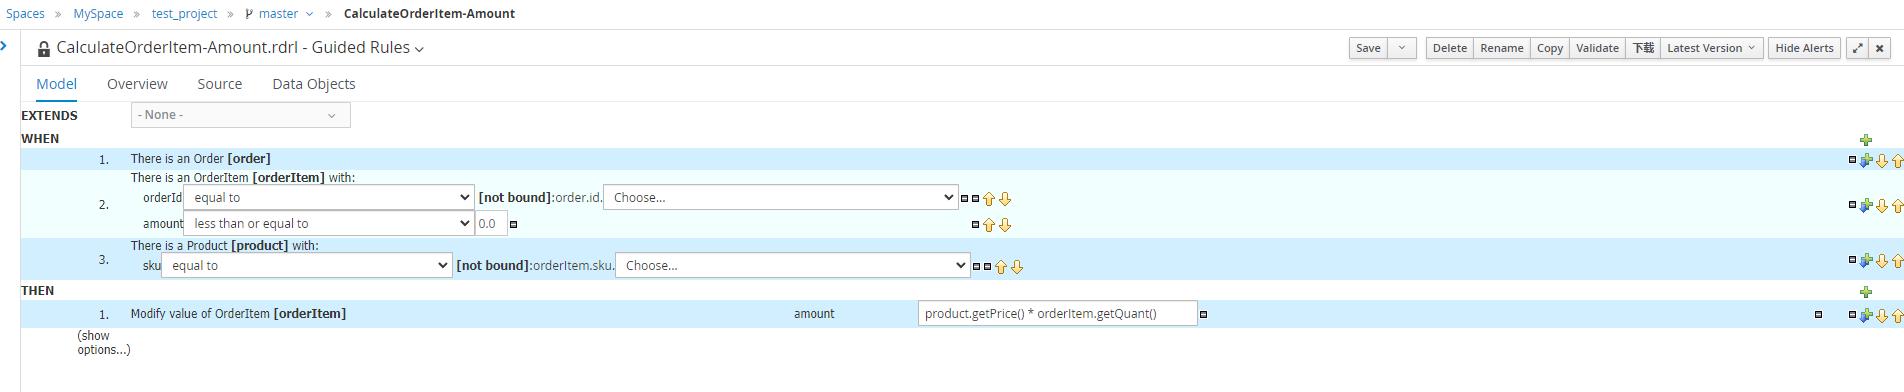 Spaces » MySpace » test_project » master » CalculateOrderItem-Amount
CalculateOrderItem-Amount.rdrl - Guided Rules
Save Delete Rename Copy Validate 下载 Latest Version Hide Alerts
Model Overview Source Data Objects
EXTENDS - None -
WHEN
1. There is an Order [order]
There is an OrderItem [orderItem] with:
2.
orderId equal to [not bound]:order.id. Choose...
amount less than or equal to 0.0
There is a Product [product] with:
3.
sku equal to [not bound]:orderItem.sku. Choose...
THEN
1. Modify value of OrderItem [orderItem] amount product.getPrice() * orderItem.getQuant()
(show
options...)